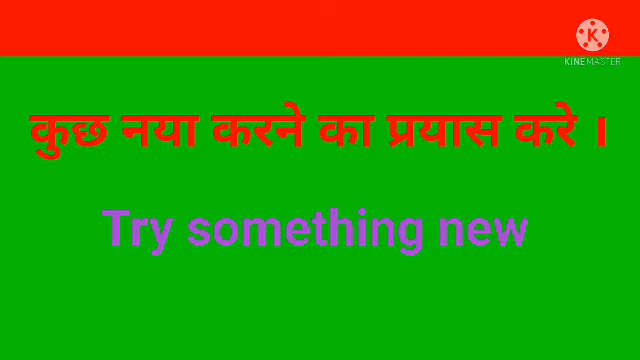 K
KINEMASTER
कुछ नया करने का प्रयास करे ।
Try something new